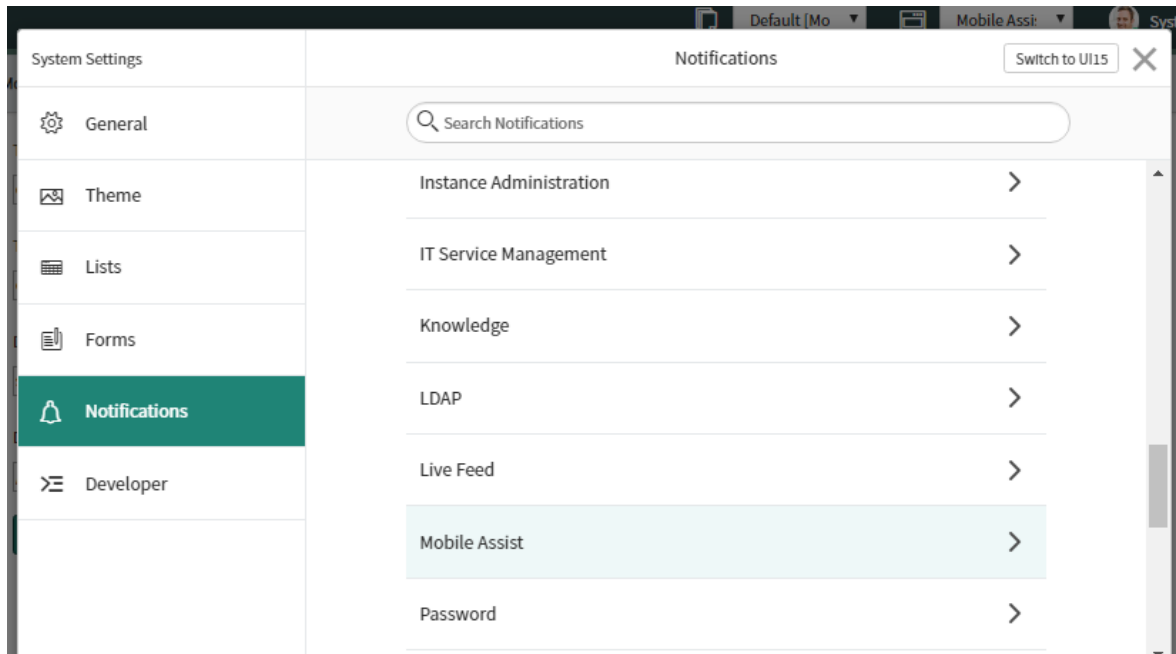 Default [Mo
Mobile Assi:
Syst
System Settings
Notifications
Switch to UI15
General
Search Notifications
Theme
Instance Administration
Lists
IT Service Management
Forms
Knowledge
Notifications
LDAP
Developer
Live Feed
Mobile Assist
Password